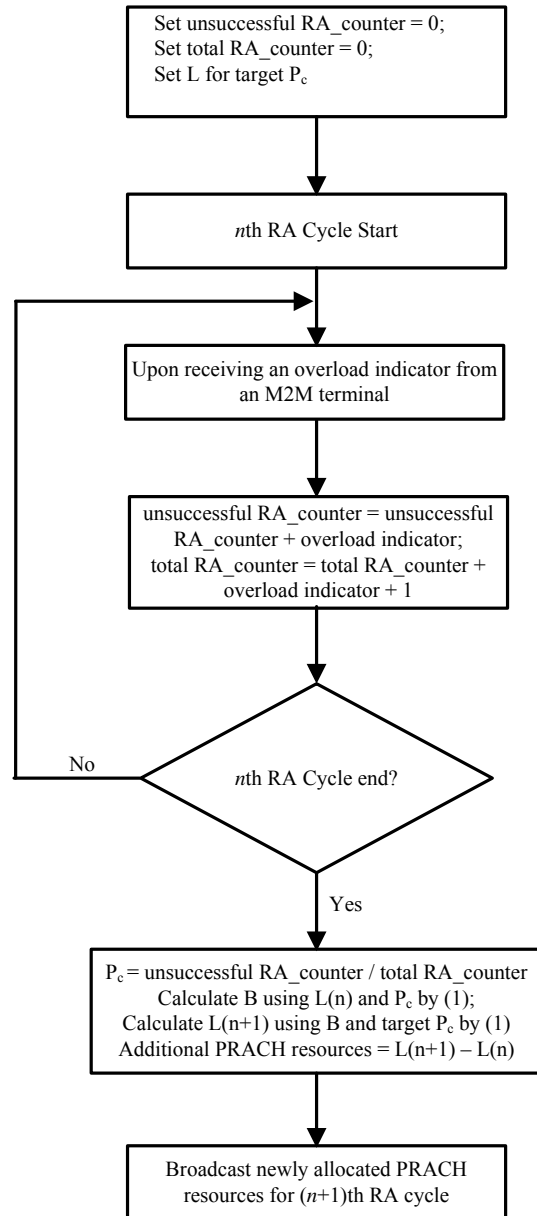 Set unsuccessful RA_counter = 0;
Set total RA_counter = 0;
Set L for target Pc
nth RA Cycle Start
Upon receiving an overload indicator from
an M2M terminal
unsuccessful RA_counter = unsuccessful
RA_counter + overload indicator;
total RA_counter = total RA_counter +
overload indicator + 1
nth RA Cycle end?
No
Yes
Pc = unsuccessful RA_counter / total RA_counter
Calculate B using L(n) and Pc by (1);
Calculate L(n+1) using B and target Pc by (1)
Additional PRACH resources = L(n+1) – L(n)
Broadcast newly allocated PRACH
resources for (n+1)th RA cycle